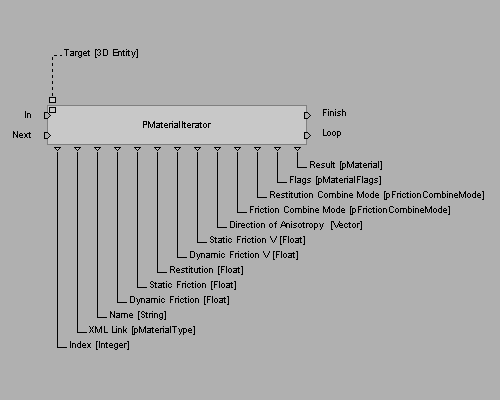 Target [3D Entity]
In
Finish
PMaterialIterator
Next
Loop
Result [pMaterial]
Flags [pMaterialFlags]
Restitution Combine Mode [pFrictionCombineMode]
Friction Combine Mode [pFrictionCombineMode]
Direction of Anisotropy [Vector]
Static Friction V [Float]
Dynamic Friction V [Float]
Restitution [Float]
Static Friction [Float]
Dynamic Friction [Float]
Name [String]
XML Link [pMaterialType]
Index [Integer]